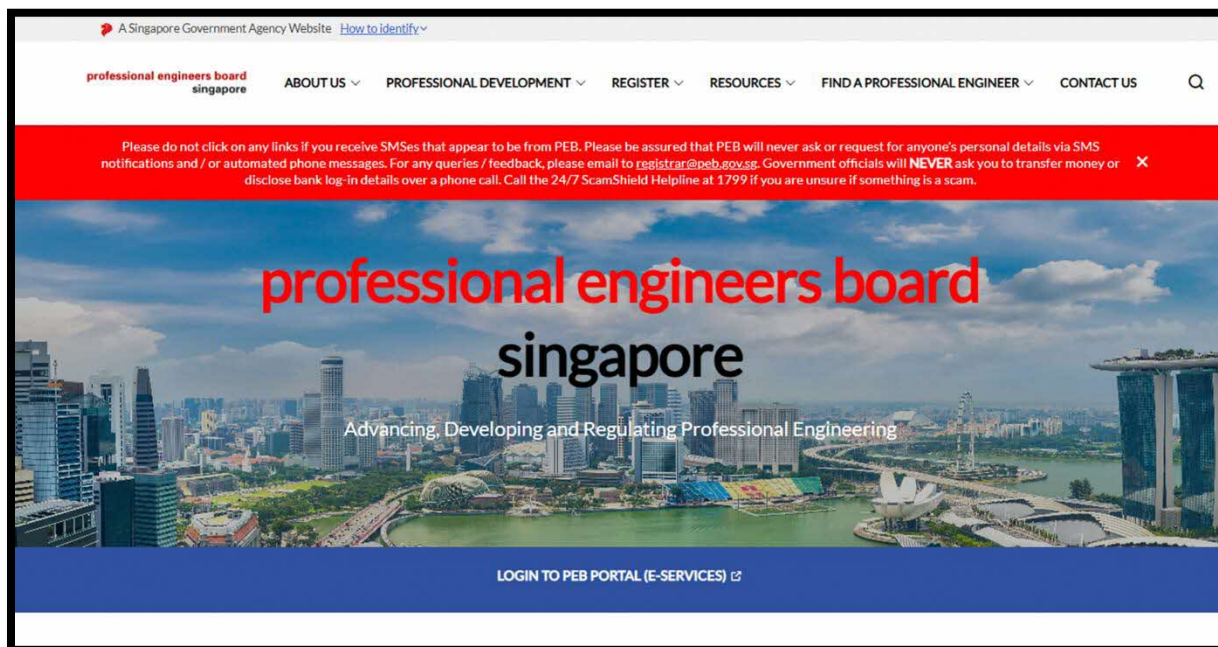 A Singapore Government Agency Website How to identify
professional engineers board
singapore
ABOUT US
PROFESSIONAL DEVELOPMENT
REGISTER
RESOURCES
FIND A PROFESSIONAL ENGINEER
CONTACT US
Please do not click on any links if you receive SMSes that appear to be from PEB. Please be assured that PEB will never ask or request for anyone's personal details via SMS
notifications and / or automated phone messages. For any queries / feedback, please email to registrar@peb.gov.sg. Government officials will NEVER ask you to transfer money or
disclose bank log-in details over a phone call. Call the 24/7 ScamShield Helpline at 1799 if you are unsure if something is a scam.
professional engineers board
singapore
Advancing, Developing and Regulating Professional Engineering
LOGIN TO PEB PORTAL (E-SERVICES)